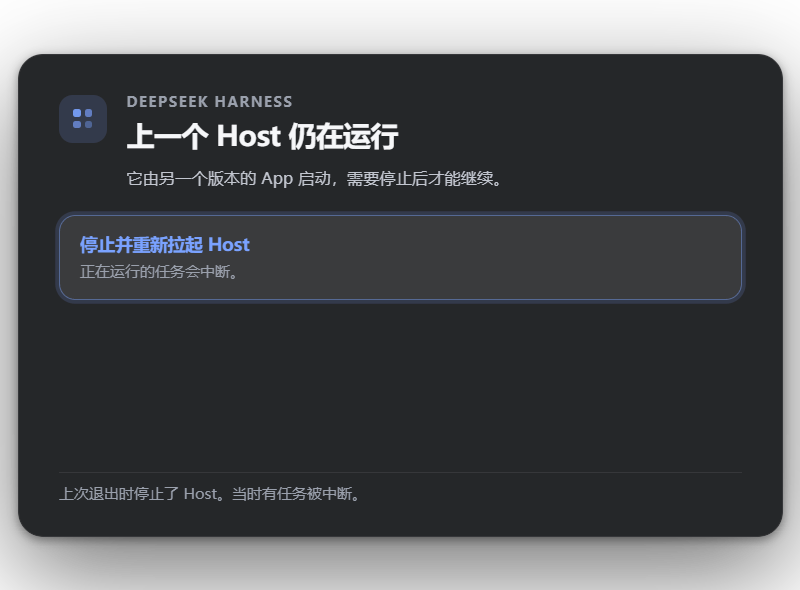 DEEPSEEK HARNESS
上一个 Host 仍在运行
它由另一个版本的 App 启动，需要停止后才能继续。
停止并重新拉起 Host
正在运行的任务会中断。
上次退出时停止了 Host。当时有任务被中断。